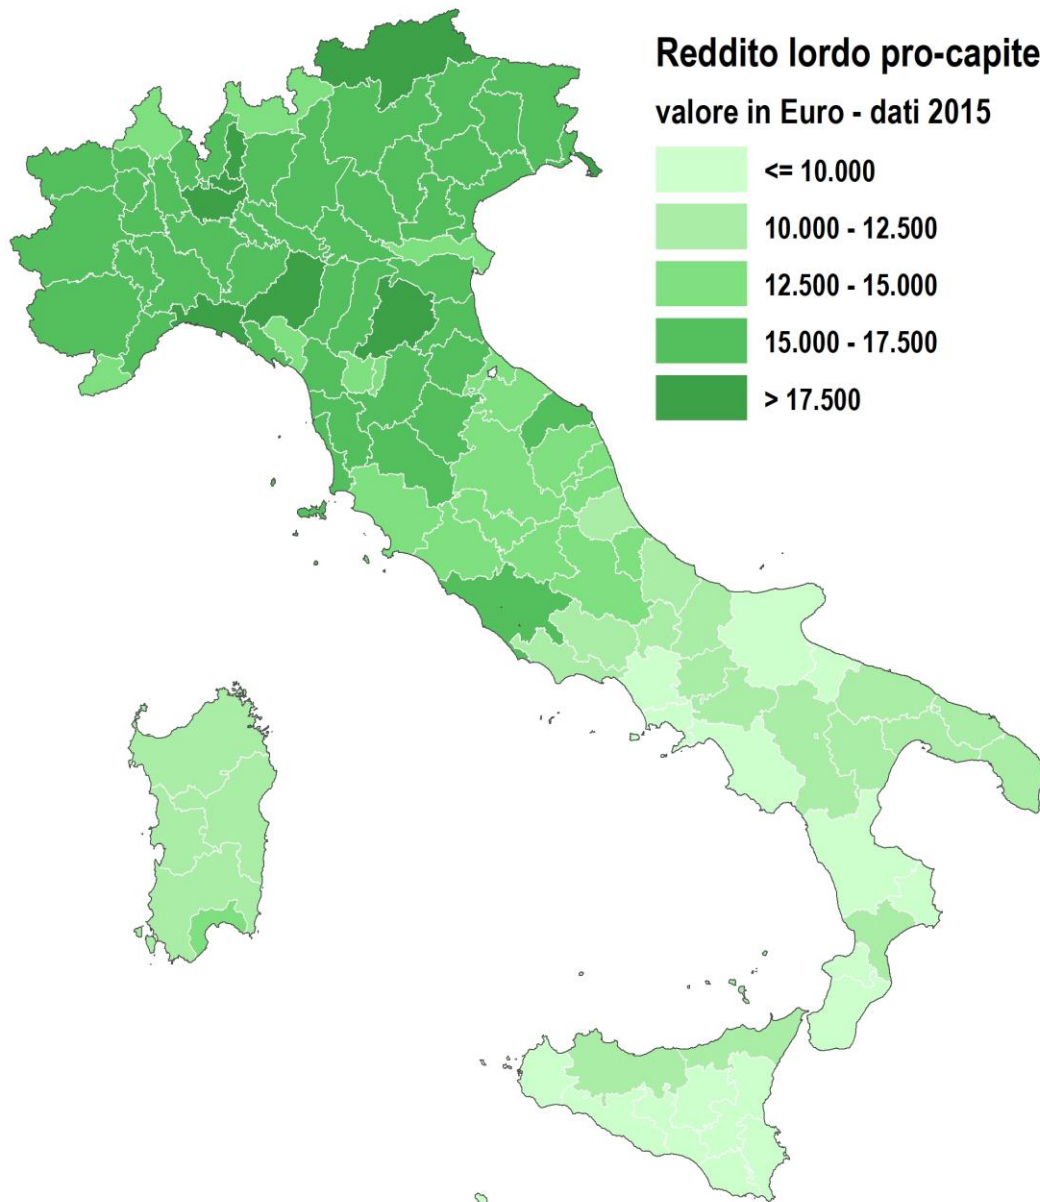 Reddito lordo pro-capite
valore in Euro - dati 2015
<= 10.000
10.000 - 12.500
12.500 - 15.000
15.000 - 17.500
> 17.500